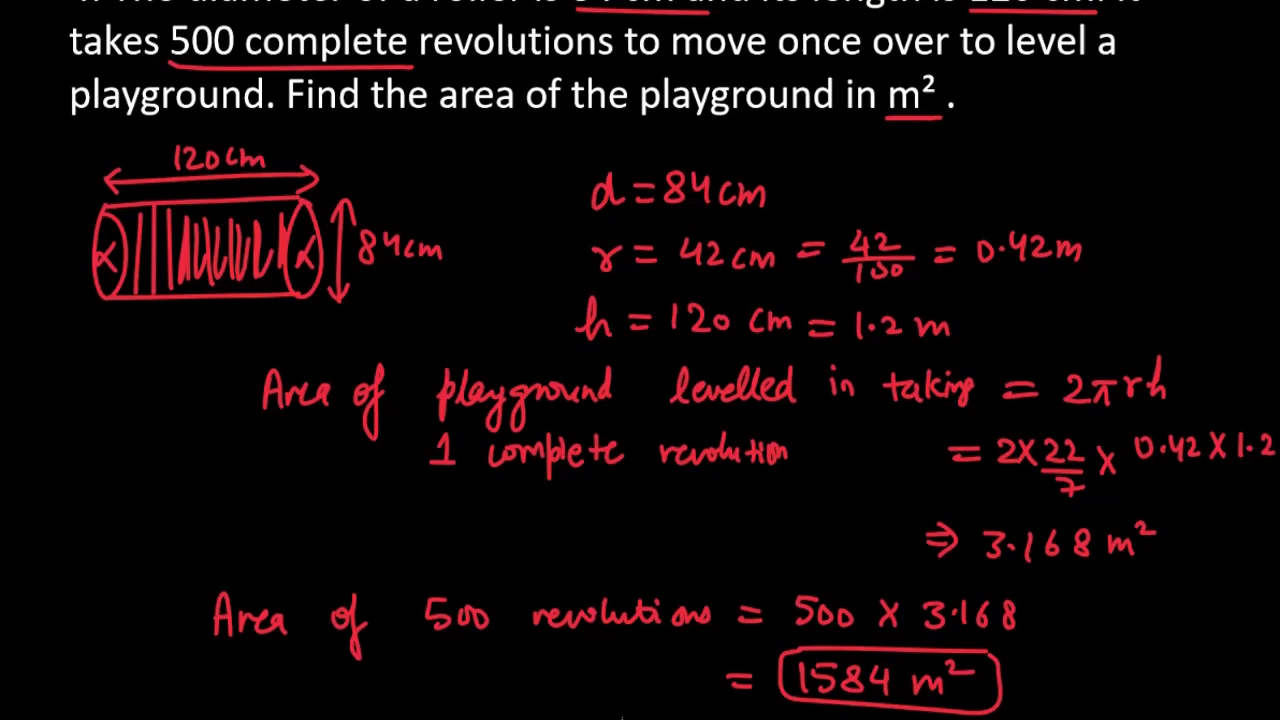 takes 500 complete revolutions to move once over to level a
playground. Find the area of the playground in m² .
120cm
84cm
d = 84cm
r = 42cm = 42/100 = 0.42m
h = 120 cm = 1.2 m
Area of playground levelled in taking = 2πrh
1 complete revolution = 2 × 22/7 × 0.42 × 1.2
⇒ 3.168 m²
Area of 500 revolutions = 500 × 3.168
= 1584 m²